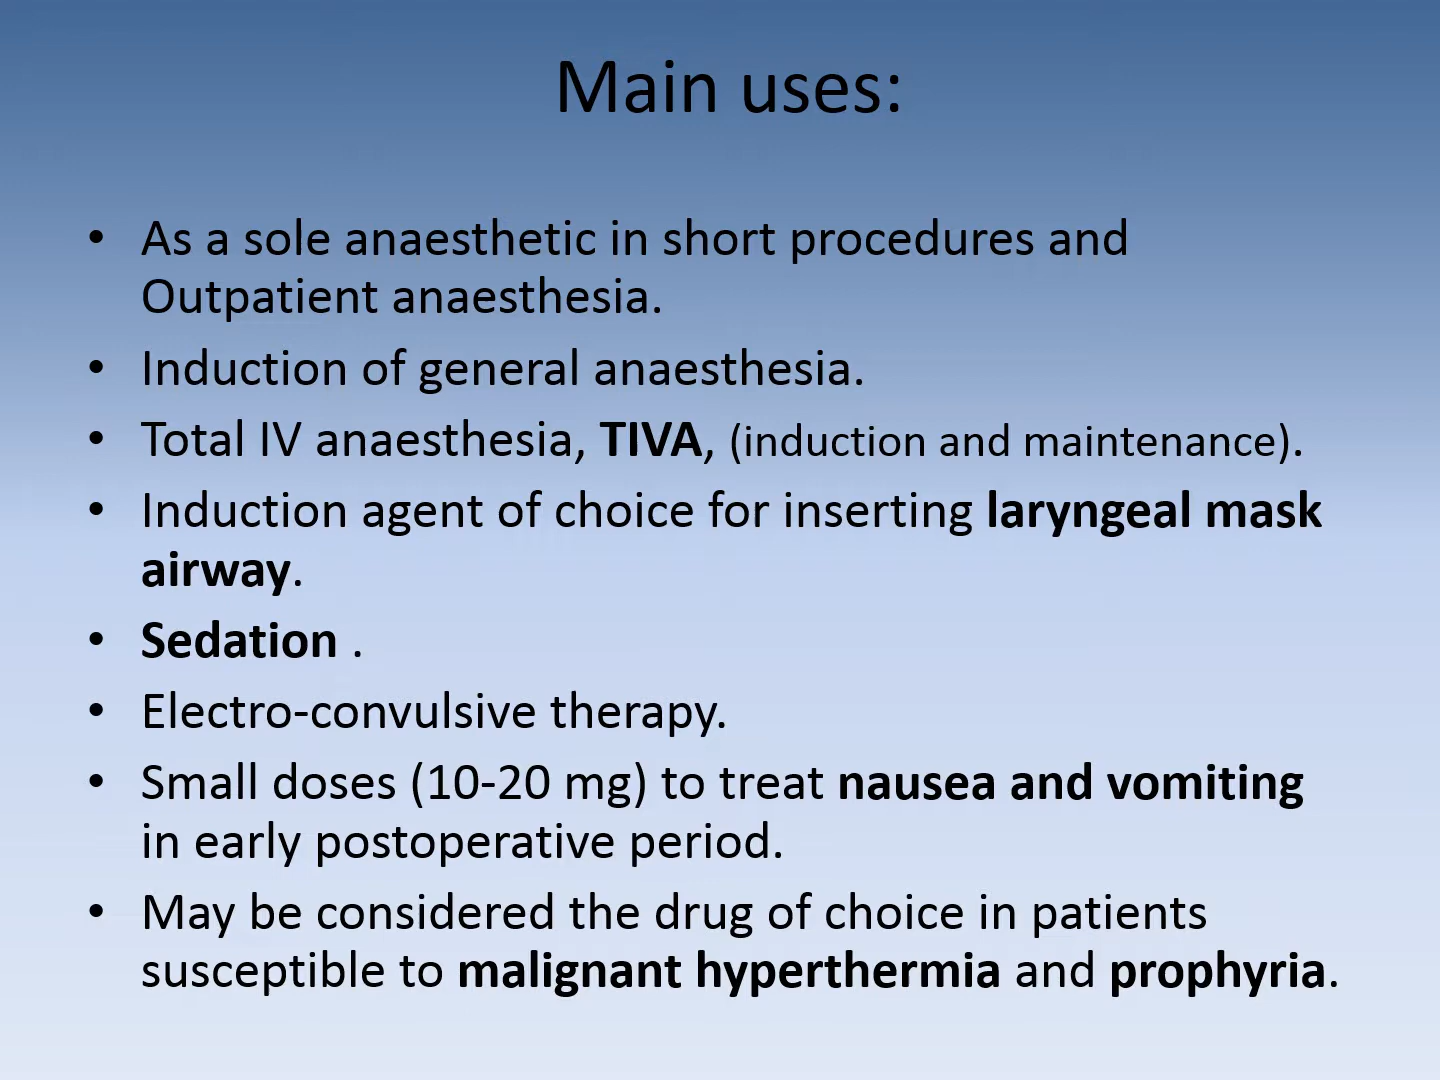 Main uses:
• As a sole anaesthetic in short procedures and
Outpatient anaesthesia.
• Induction of general anaesthesia.
• Total IV anaesthesia, TIVA, (induction and maintenance).
• Induction agent of choice for inserting laryngeal mask
airway.
• Sedation .
• Electro-convulsive therapy.
• Small doses (10-20 mg) to treat nausea and vomiting
in early postoperative period.
• May be considered the drug of choice in patients
susceptible to malignant hyperthermia and prophyria.